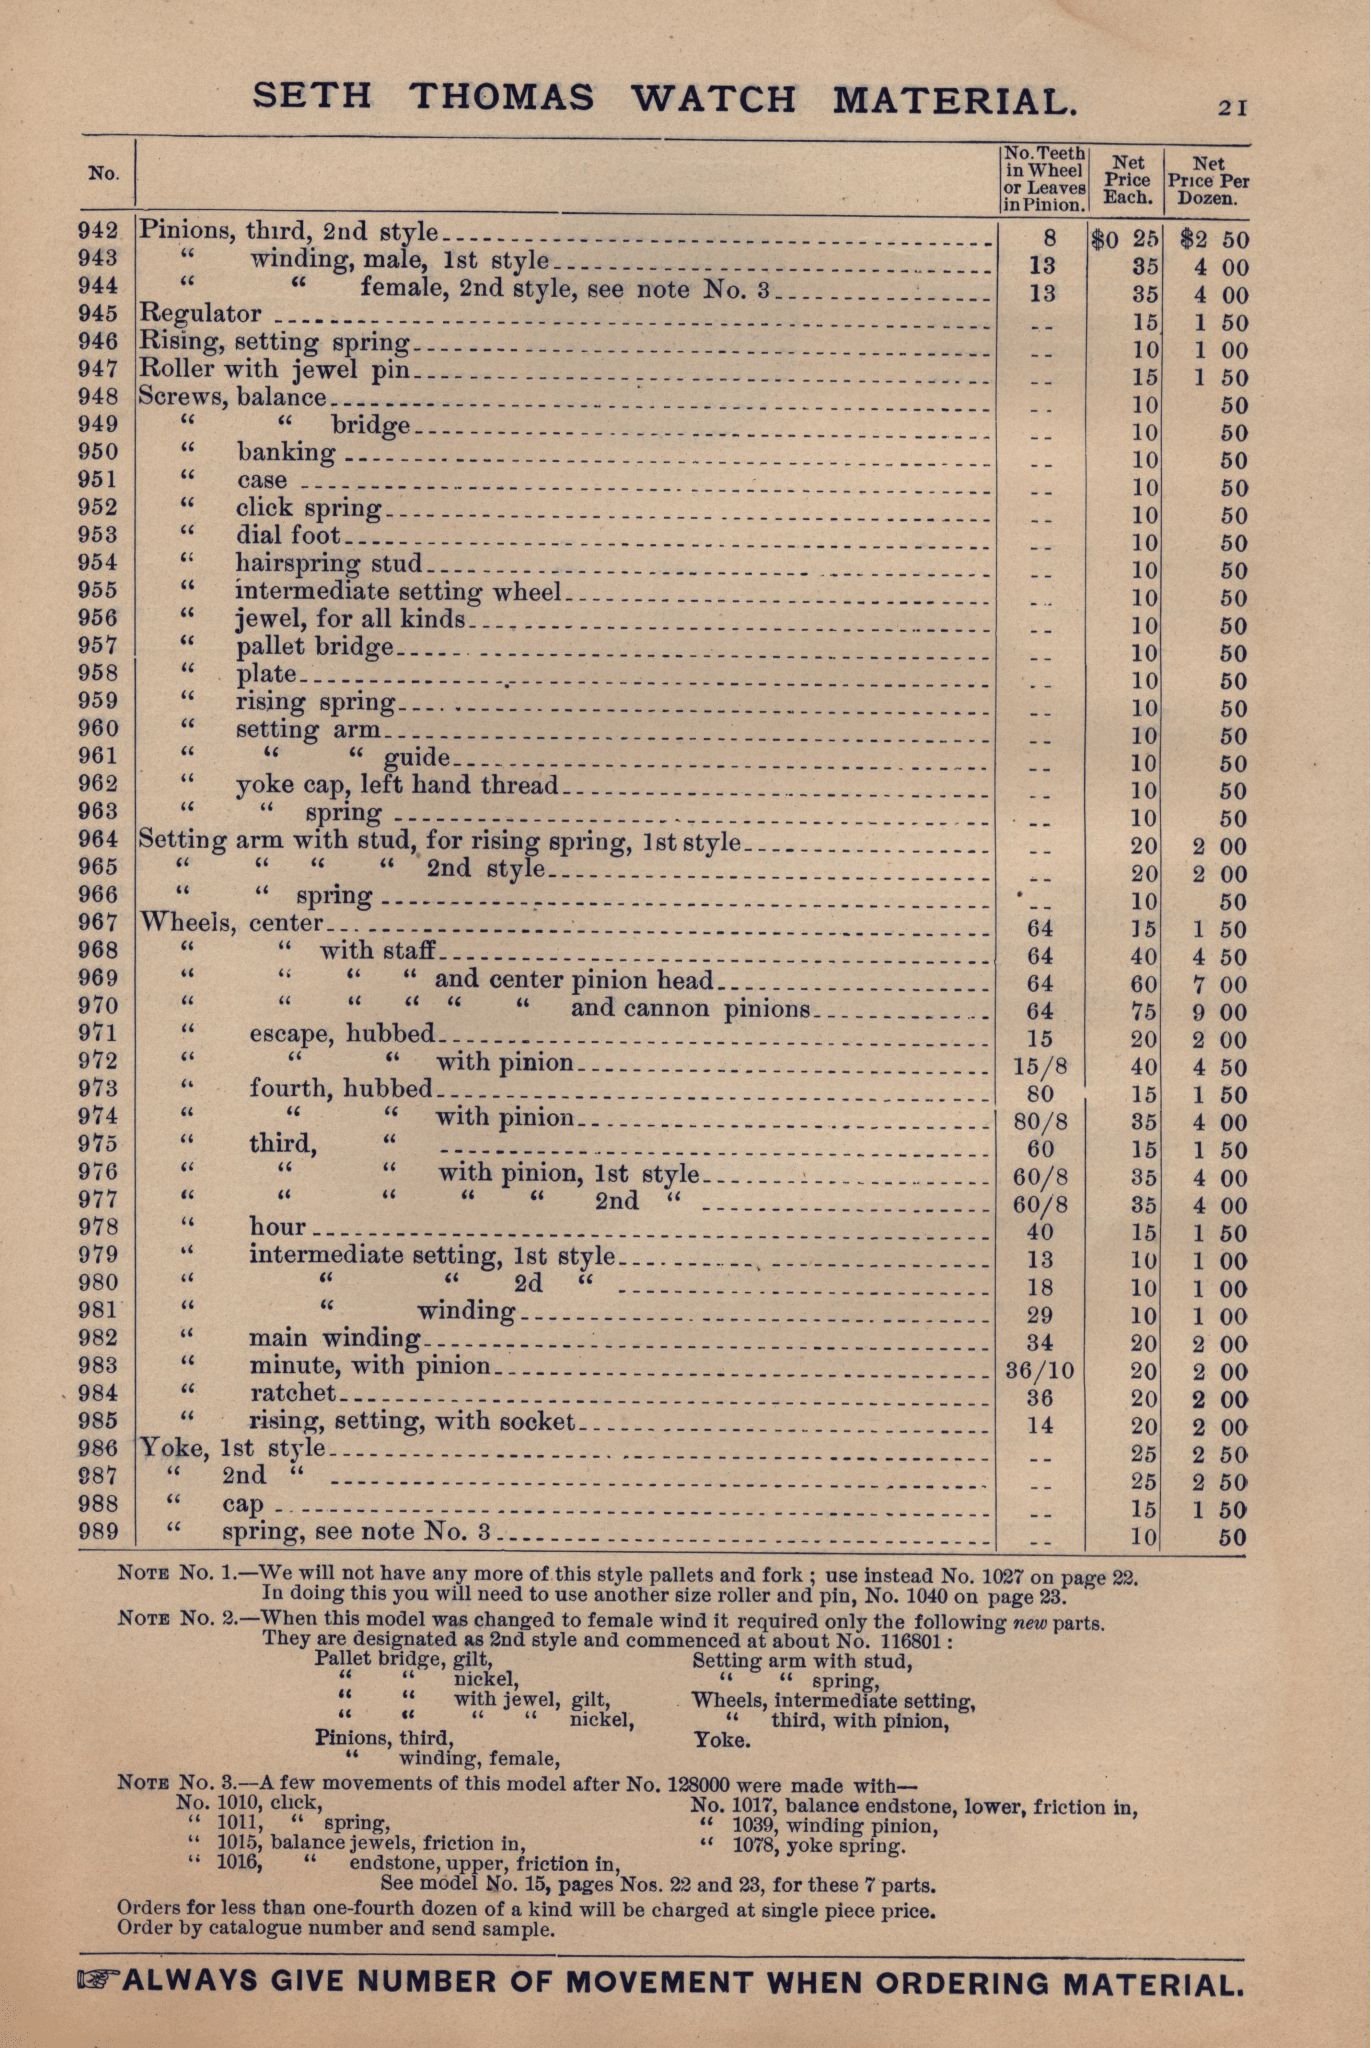 SETH THOMAS WATCH MATERIAL. 21
No. No. Teeth in Wheel or Leaves in Pinion. Net Price Each. Net Price Per Dozen.
942 Pinions, third, 2nd style 8 $0 25 $2 50
943 “ winding, male, 1st style 13 35 4 00
944 “ “ female, 2nd style, see note No. 3 13 35 4 00
945 Regulator -- 15 1 50
946 Rising, setting spring -- 10 1 00
947 Roller with jewel pin -- 15 1 50
948 Screws, balance -- 10 50
949 “ “ bridge -- 10 50
950 “ banking -- 10 50
951 “ case -- 10 50
952 “ click spring -- 10 50
953 “ dial foot -- 10 50
954 “ hairspring stud -- 10 50
955 “ intermediate setting wheel -- 10 50
956 “ jewel, for all kinds -- 10 50
957 “ pallet bridge -- 10 50
958 “ plate -- 10 50
959 “ rising spring -- 10 50
960 “ setting arm -- 10 50
961 “ “ “ guide -- 10 50
962 “ yoke cap, left hand thread -- 10 50
963 “ “ spring -- 10 50
964 Setting arm with stud, for rising spring, 1st style -- 20 2 00
965 “ “ “ “ 2nd style -- 20 2 00
966 “ “ spring -- 10 50
967 Wheels, center 64 15 1 50
968 “ “ with staff 64 40 4 50
969 “ “ “ “ and center pinion head 64 60 7 00
970 “ “ “ “ “ “ and cannon pinions 64 75 9 00
971 “ escape, hubbed 15 20 2 00
972 “ “ “ with pinion 15/8 40 4 50
973 “ fourth, hubbed 80 15 1 50
974 “ “ “ with pinion 80/8 35 4 00
975 “ third, “ 60 15 1 50
976 “ “ “ with pinion, 1st style 60/8 35 4 00
977 “ “ “ “ “ 2nd “ 60/8 35 4 00
978 “ hour 40 15 1 50
979 “ intermediate setting, 1st style 13 10 1 00
980 “ “ “ 2d “ 18 10 1 00
981 “ “ winding 29 10 1 00
982 “ main winding 34 20 2 00
983 “ minute, with pinion 36/10 20 2 00
984 “ ratchet 36 20 2 00
985 “ rising, setting, with socket 14 20 2 00
986 Yoke, 1st style -- 25 2 50
987 “ 2nd “ -- 25 2 50
988 “ cap -- 15 1 50
989 “ spring, see note No. 3 -- 10 50
NOTE NO. 1.—We will not have any more of this style pallets and fork ; use instead No. 1027 on page 22.
In doing this you will need to use another size roller and pin, No. 1040 on page 23.
NOTE NO. 2.—When this model was changed to female wind it required only the following new parts.
They are designated as 2nd style and commenced at about No. 116801 :
Pallet bridge, gilt, Setting arm with stud,
“ “ nickel, “ “ spring,
“ “ with jewel, gilt, Wheels, intermediate setting,
“ “ “ “ nickel, “ third, with pinion,
Pinions, third, Yoke.
“ winding, female,
NOTE NO. 3.—A few movements of this model after No. 128000 were made with—
No. 1010, click, No. 1017, balance endstone, lower, friction in,
“ 1011, “ spring, “ 1039, winding pinion,
“ 1015, balance jewels, friction in, “ 1078, yoke spring.
“ 1016, “ endstone, upper, friction in,
See model No. 15, pages Nos. 22 and 23, for these 7 parts.
Orders for less than one-fourth dozen of a kind will be charged at single piece price.
Order by catalogue number and send sample.
☞ALWAYS GIVE NUMBER OF MOVEMENT WHEN ORDERING MATERIAL.